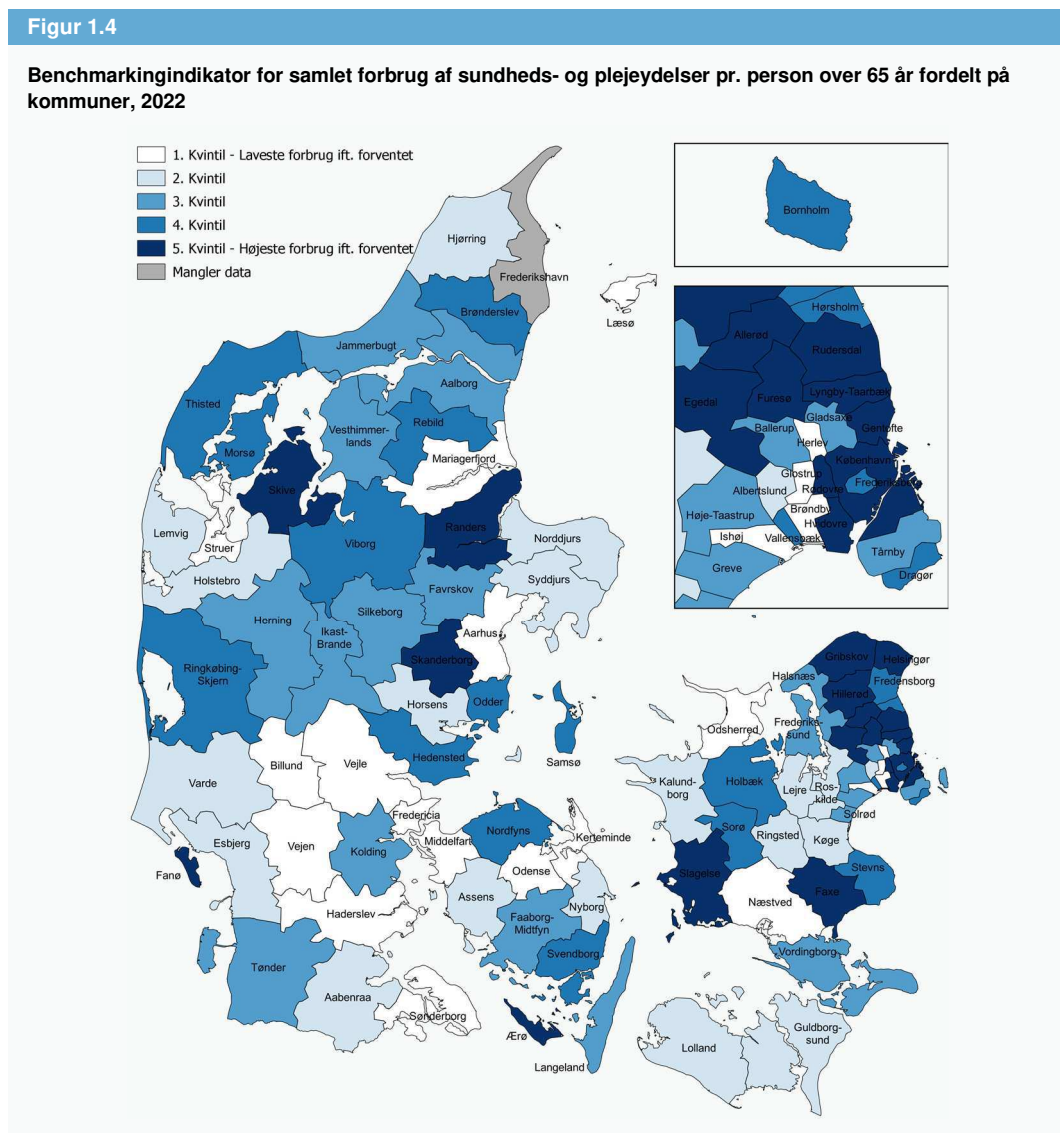 Figur 1.4
Benchmarkingindikator for samlet forbrug af sundheds- og plejeydelser pr. person over 65 år fordelt på
kommuner, 2022
1. Kvintil - Laveste forbrug ift. forventet
2. Kvintil
3. Kvintil
4. Kvintil
5. Kvintil - Højeste forbrug ift. forventet
Mangler data
Bornholm
Hjørring
Frederikshavn
Læsø
Brønderslev
Jammerbugt
Aalborg
Thisted
Vesthimmer-
lands
Rebild
Morsø
Mariagerfjord
Skive
Randers
Lemvig
Struer
Viborg
Norddjurs
Holstebro
Syddjurs
Favrskov
Silkeborg
Herning
Ikast-
Brande
Aarhus
Skanderborg
Ringkøbing-
Skjern
Horsens
Odder
Samsø
Hedensted
Billund
Vejle
Varde
Fredericia
Middelfart
Nordfyns
Kerteminde
Esbjerg
Vejen
Kolding
Fanø
Odense
Assens
Nyborg
Haderslev
Faaborg-
Midtfyn
Svendborg
Tønder
Aabenraa
Sønderborg
Ærø
Langeland
Hørsholm
Allerød
Rudersdal
Egedal
Furesø
Lyngby-Taarbæk
Gladsaxe
Ballerup
Herlev
Gentofte
København
Glostrup
Frederiksberg
Albertslund
Rødovre
Brøndby
Høje-Taastrup
Hvidovre
Ishøj
Vallensbæk
Tårnby
Greve
Dragør
Gribskov
Helsingør
Halsnæs
Fredensborg
Hillerød
Odsherred
Frederiks-
sund
Kalund-
borg
Holbæk
Lejre
Ros-
kilde
Solrød
Sorø
Ringsted
Køge
Stevns
Slagelse
Faxe
Næstved
Vordingborg
Guldborg-
sund
Lolland